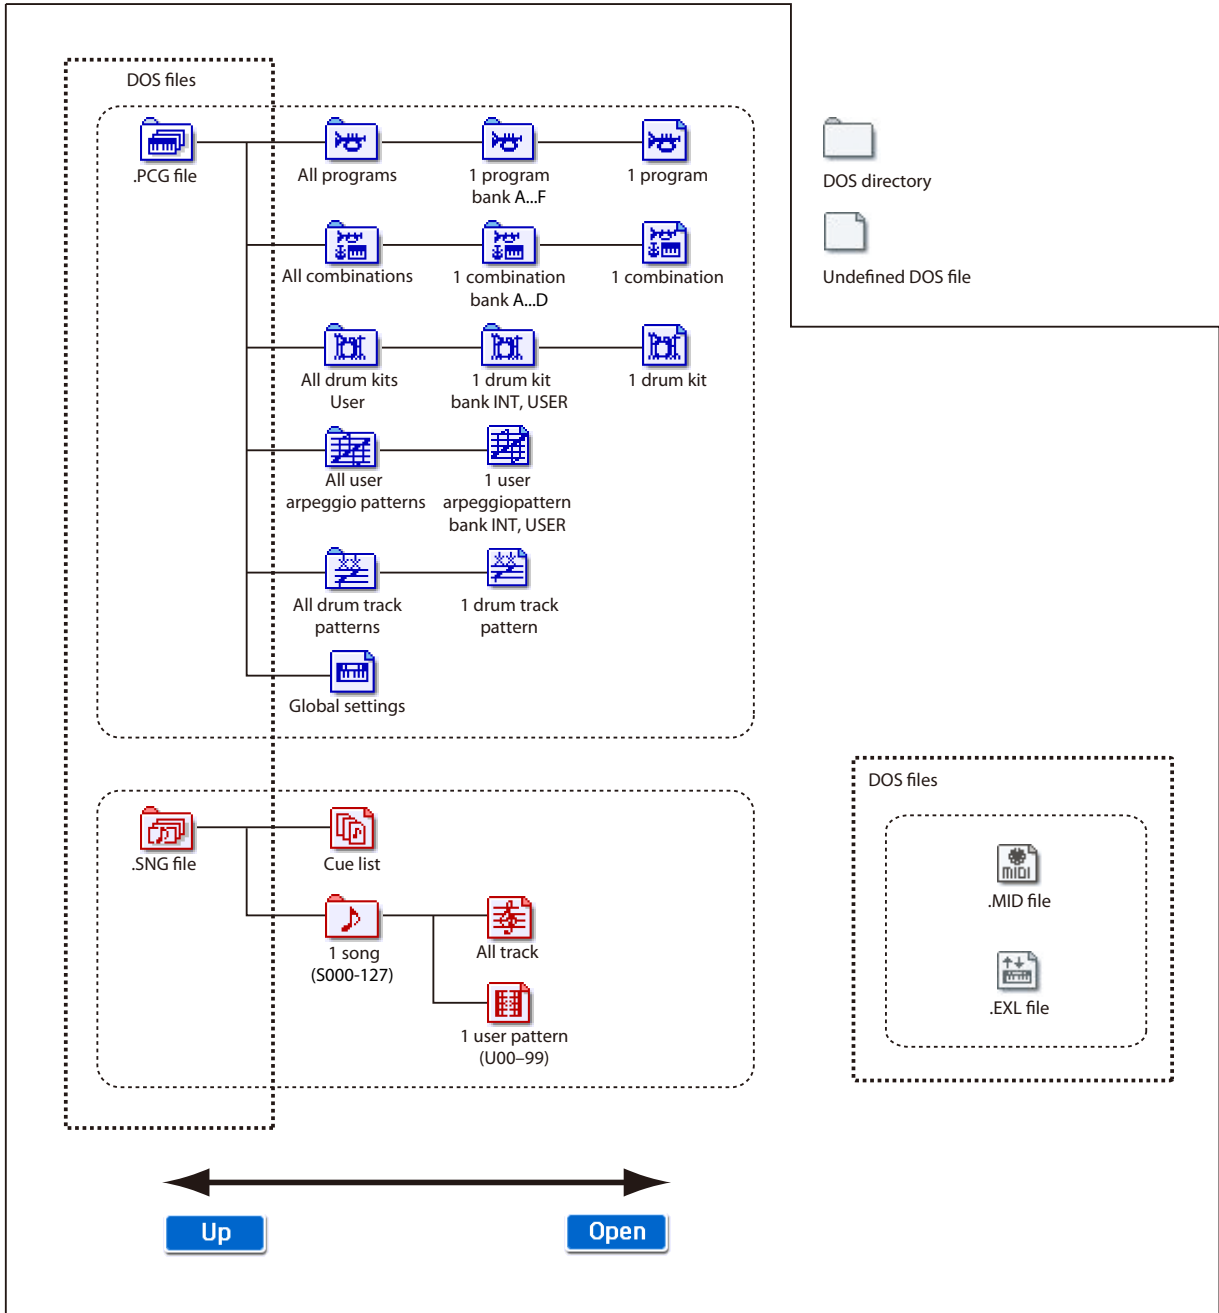 DOS files
.PCG file
All programs
1 program
bank A...F
1 program
All combinations
1 combination
bank A...D
1 combination
All drum kits
User
1 drum kit
bank INT, USER
1 drum kit
All user
arpeggio patterns
1 user
arpeggiopattern
bank INT, USER
All drum track
patterns
1 drum track
pattern
Global settings
DOS directory
Undefined DOS file
.SNG file
Cue list
1 song
(S000-127)
All track
1 user pattern
(U00–99)
DOS files
MIDI
.MID file
.EXL file
Up
Open